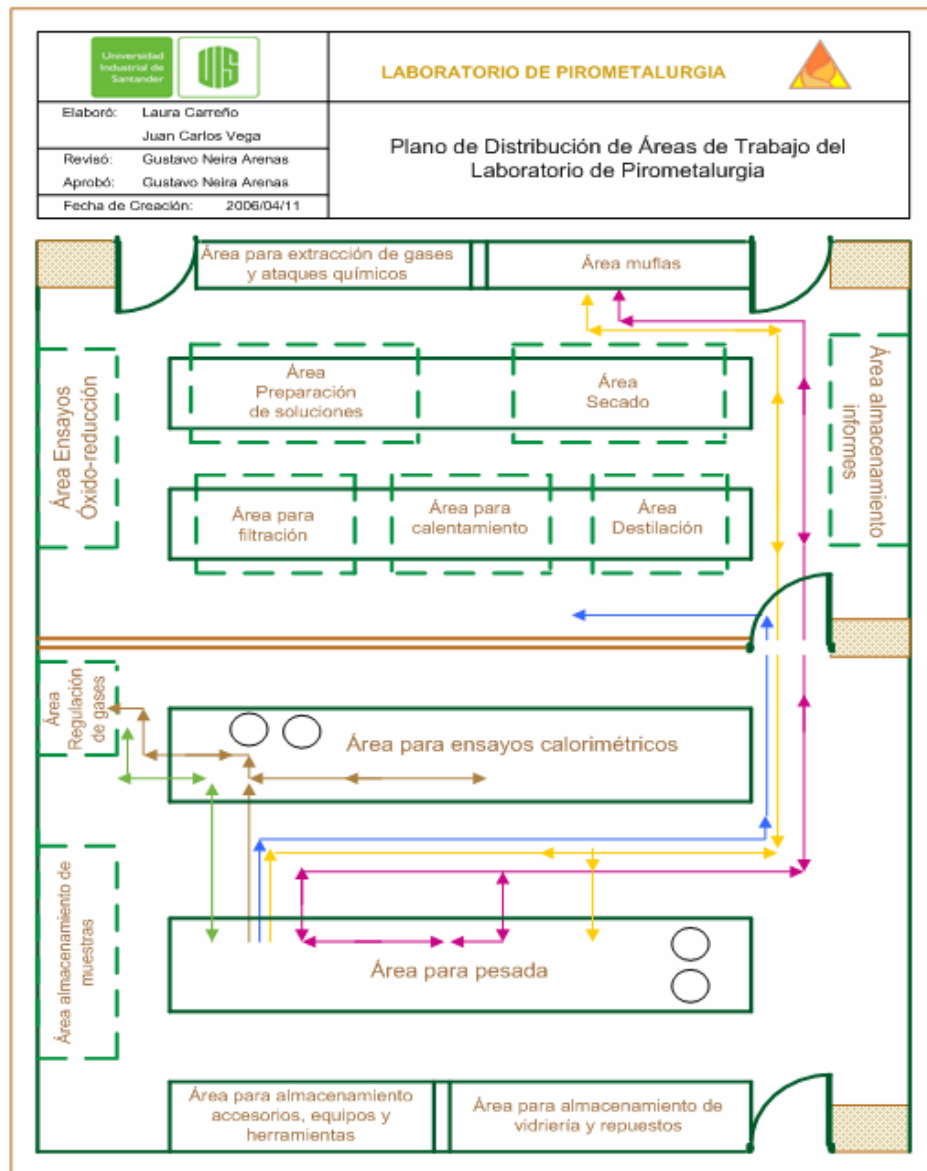 Universidad
Industrial de
Santander
UIS
LABORATORIO DE PIROMETALURGIA
Elaboró: Laura Carreño
Juan Carlos Vega
Revisó: Gustavo Neira Arenas
Aprobó: Gustavo Neira Arenas
Fecha de Creación: 2006/04/11
Plano de Distribución de Áreas de Trabajo del
Laboratorio de Pirometalurgia
Área para extracción de gases
y ataques químicos
Área muflas
Área Ensayos
Óxido-reducción
Área
Preparación
de soluciones
Área
Secado
Área almacenamiento
informes
Área para
filtración
Área para
calentamiento
Área
Destilación
Área
Regulación
de gases
Área para ensayos calorimétricos
Área almacenamiento de
muestras
Área para pesada
Área para almacenamiento
accesorios, equipos y
herramientas
Área para almacenamiento de
vidriería y repuestos